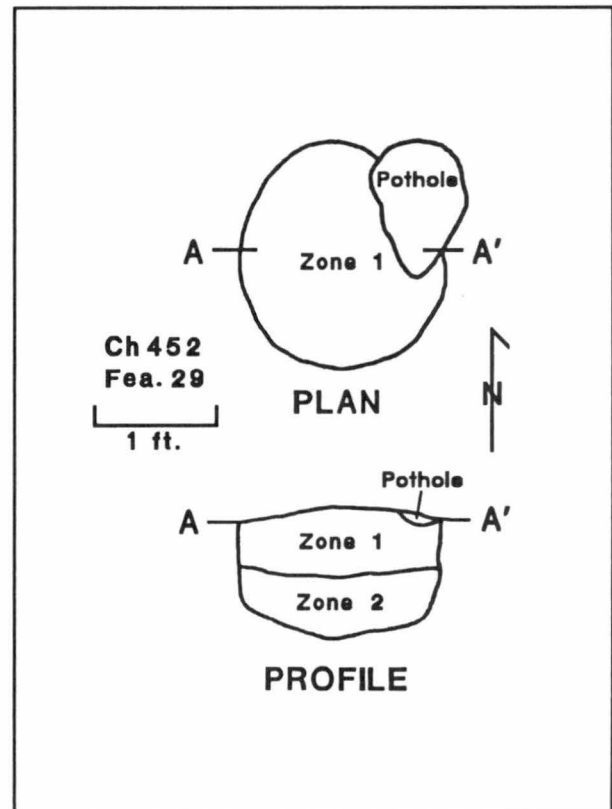 Pothole
A
Zone 1
A'
Ch 452
Fea. 29
1 ft.
PLAN
N
Pothole
A
Zone 1
A'
Zone 2
PROFILE